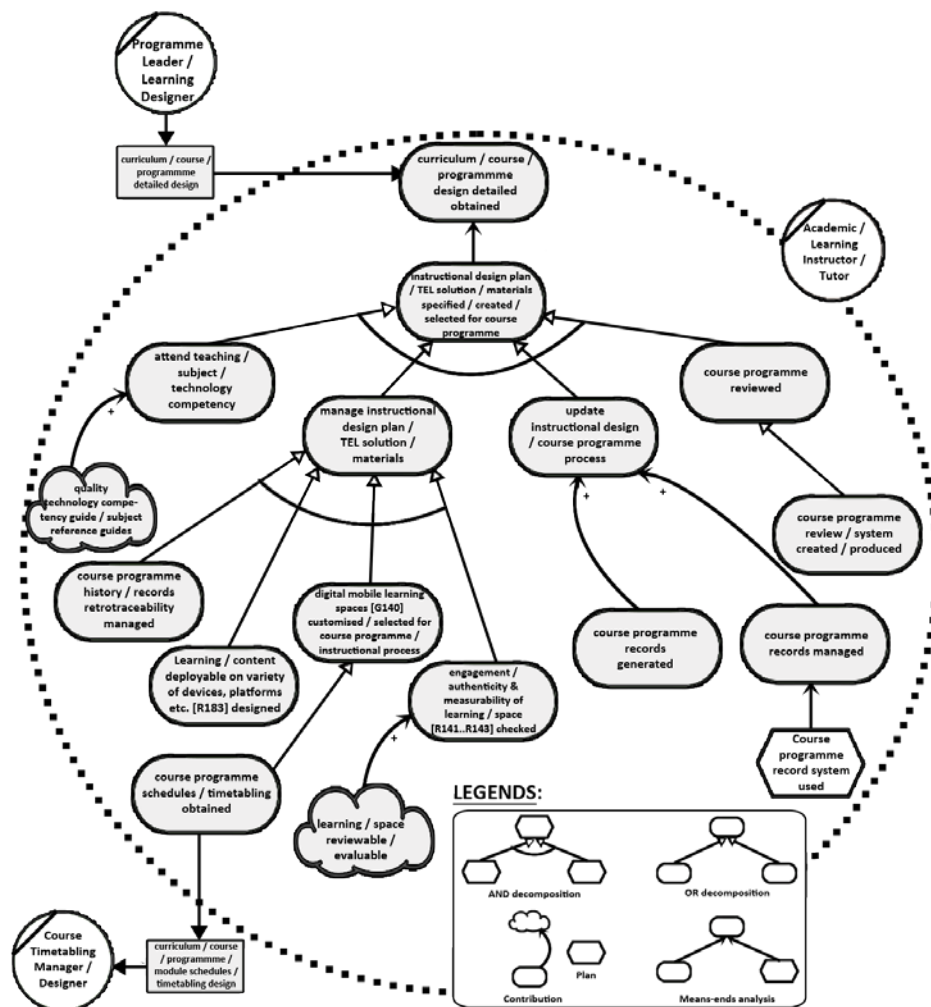 Programme
Leader /
Learning
Designer
curriculum / course /
programmme
detailed design
curriculum / course /
programmme
design detailed
obtained
Academic /
Learning
Instructor /
Tutor
instructional design plan
/ TEL solution / materials
specified / created /
selected for course
programme
attend teaching /
subject /
technology
competency
course programme
reviewed
manage instructional
design plan /
TEL solution /
materials
update
instructional design
/ course programme
process
+
quality
technology compe-
tency guide / subject
reference guides
+
+
course programme
review / system
created / produced
course programme
history / records
retrotraceability
managed
digital mobile learning
spaces [G140]
customised / selected for
course programme /
instructional process
course programme
records
generated
course programme
records managed
Learning / content
deployable on variety
of devices, platforms
etc. [R183] designed
engagement /
authenticity &
measurability of
learning / space
[R141..R143] checked
+
Course
programme
record system
used
course programme
schedules / timetabling
obtained
learning / space
reviewable /
evaluable
LEGENDS:
AND decomposition
OR decomposition
Plan
Contribution
Means-ends analysis
Course
Timetabling
Manager /
Designer
curriculum / course
/ programmme /
module schedules /
timetabling design